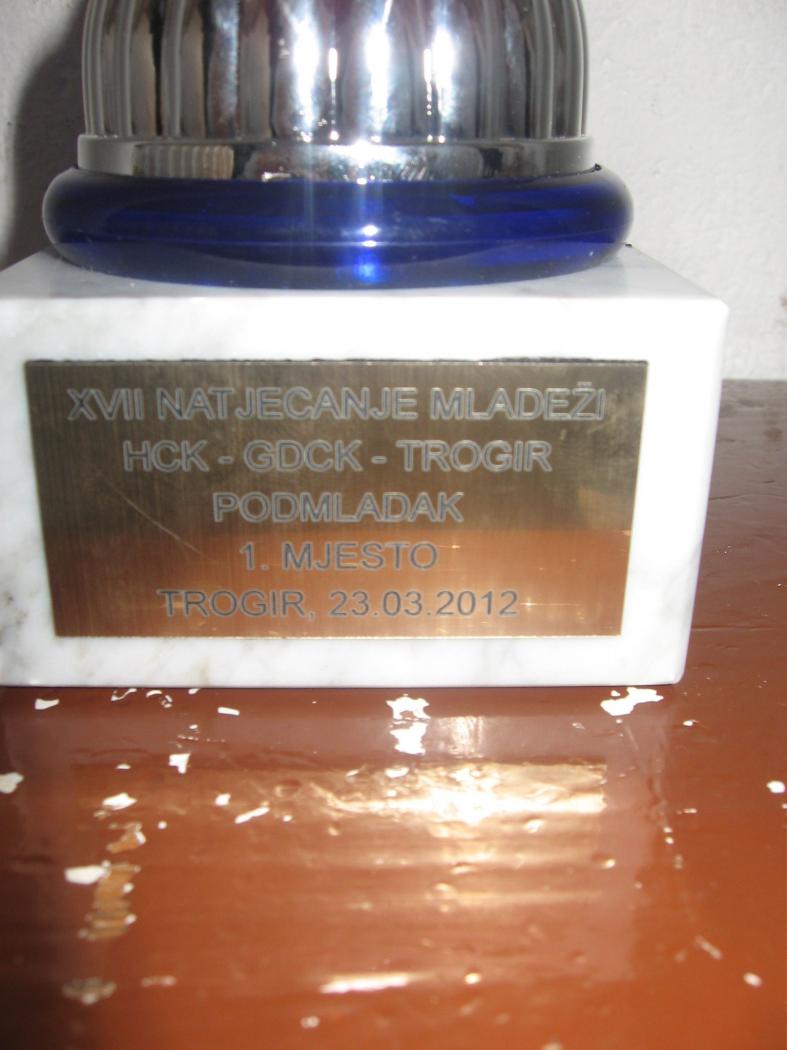 XVII NATJECANJE MLADEŽI
HCK - GDCK - TROGIR
PODMLADAK
1. MJESTO
TROGIR, 23.03.2012